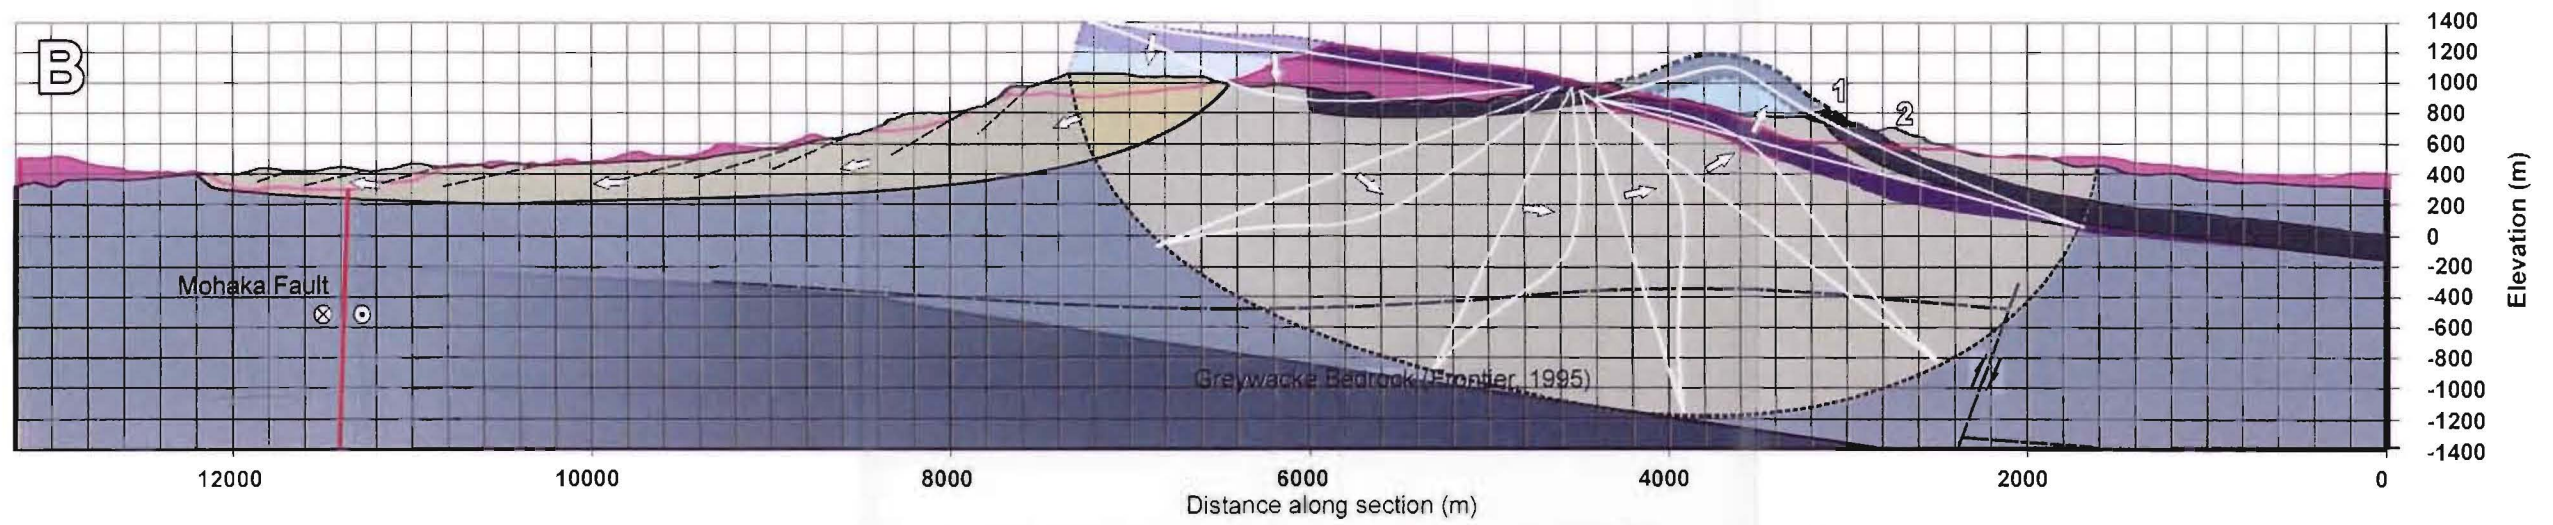 B
1
2
1400
1200
1000
800
600
400
200
0
-200
-400
-600
-800
-1000
-1200
-1400
Elevation (m)
Mohaka Fault
Greywacke Bedrock (Frontier, 1995)
12000 10000 8000 6000 4000 2000 0
Distance along section (m)